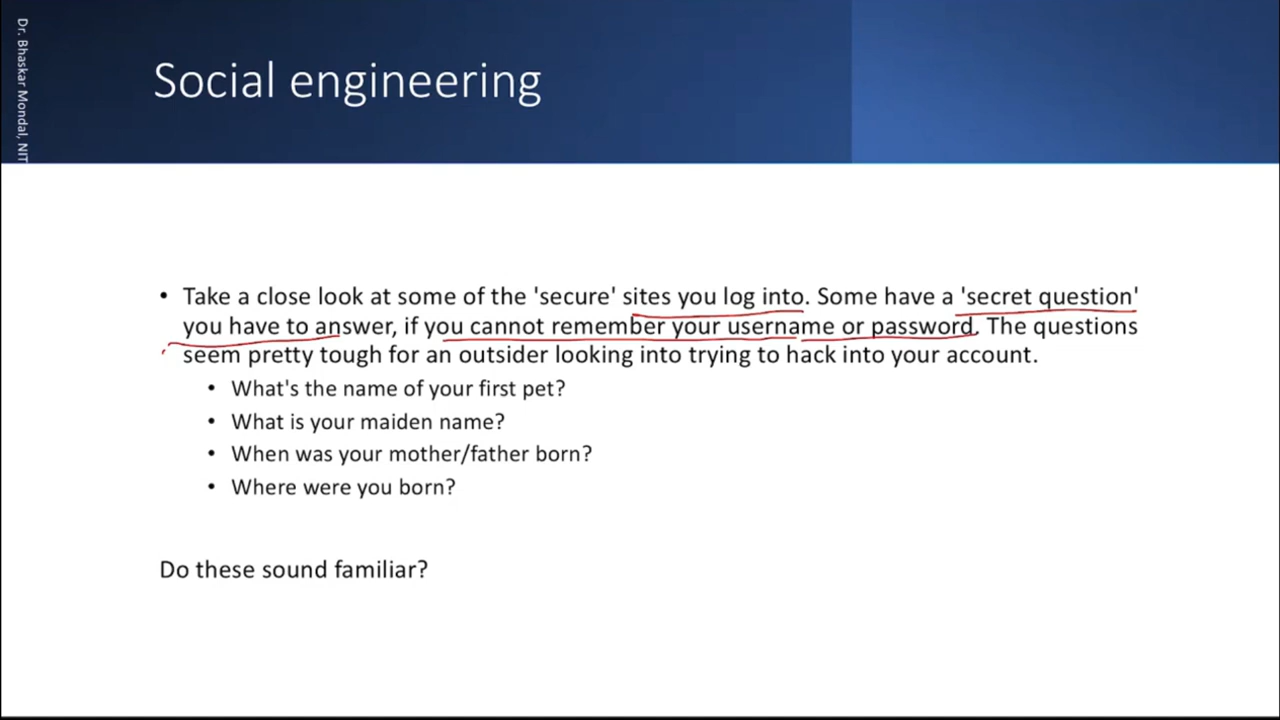 Dr. Bhaskar Mondal, NIT
Social engineering
• Take a close look at some of the 'secure' sites you log into. Some have a 'secret question'
you have to answer, if you cannot remember your username or password. The questions
seem pretty tough for an outsider looking into trying to hack into your account.
• What's the name of your first pet?
• What is your maiden name?
• When was your mother/father born?
• Where were you born?
Do these sound familiar?